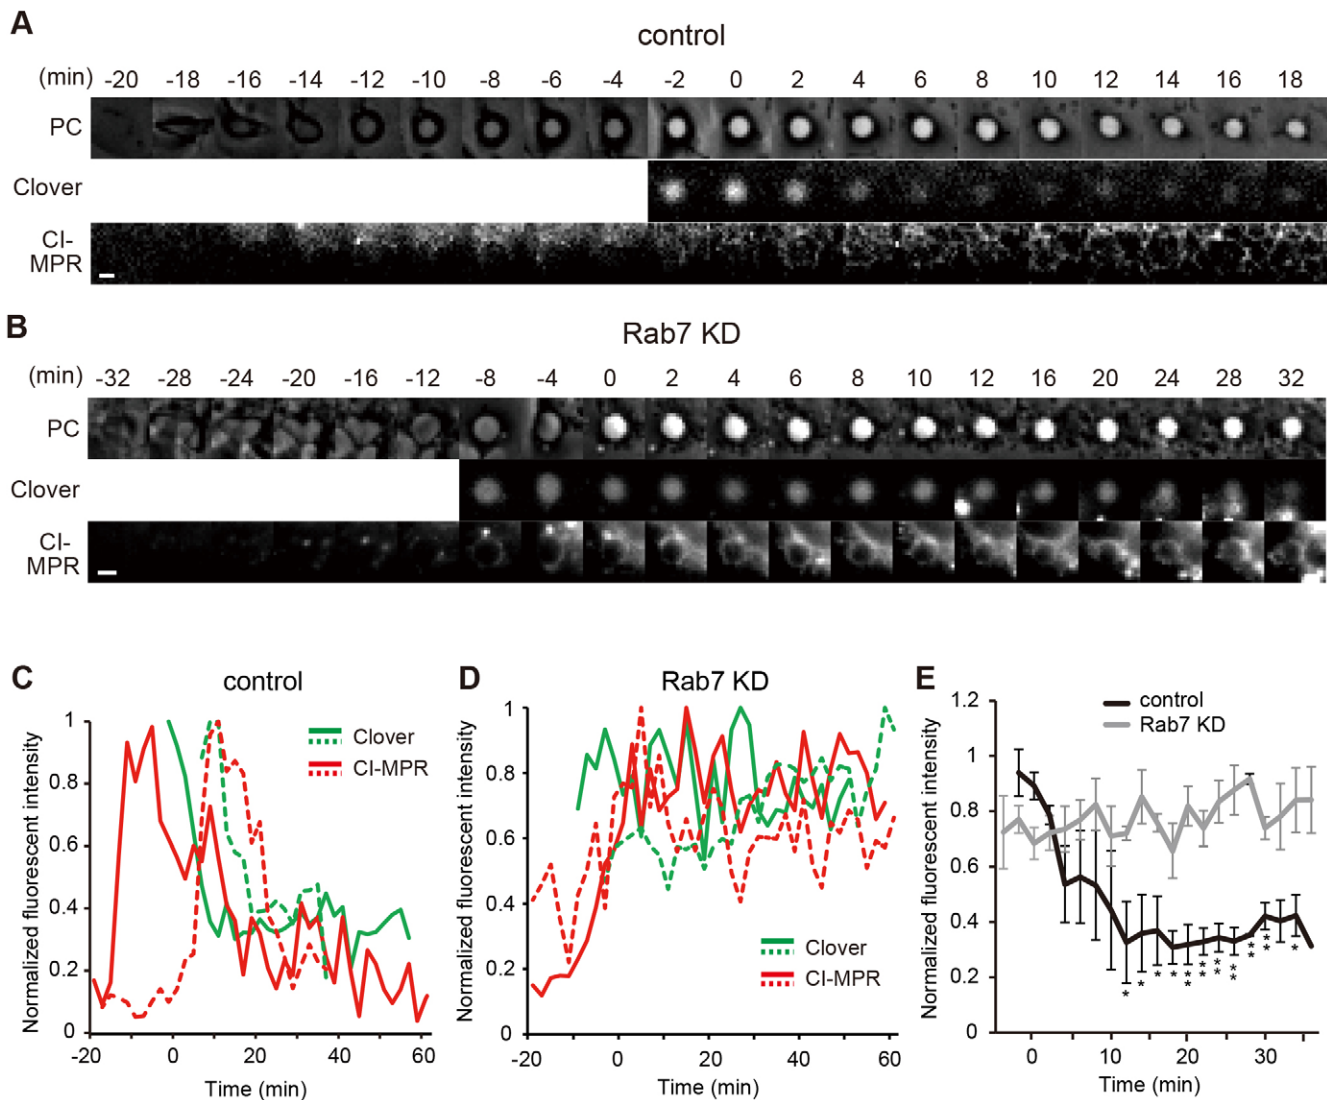 A
control
(min) -20 -18 -16 -14 -12 -10 -8 -6 -4 -2 0 2 4 6 8 10 12 14 16 18
PC
Clover
CI-
MPR
B
Rab7 KD
(min) -32 -28 -24 -20 -16 -12 -8 -4 0 2 4 6 8 10 12 16 20 24 28 32
PC
Clover
CI-
MPR
C
control
Normalized fluorescent intensity
1
0.8
0.6
0.4
0.2
0
Clover
CI-MPR
-20 0 20 40 60
Time (min)
D
Rab7 KD
Normalized fluorescent intensity
1
0.8
0.6
0.4
0.2
0
Clover
CI-MPR
-20 0 20 40 60
Time (min)
E
control
Rab7 KD
Normalized fluorescent intensity
1.2
1
0.8
0.6
0.4
0.2
0
* * * * * ** ** ** ** ** *
0 10 20 30
Time (min)